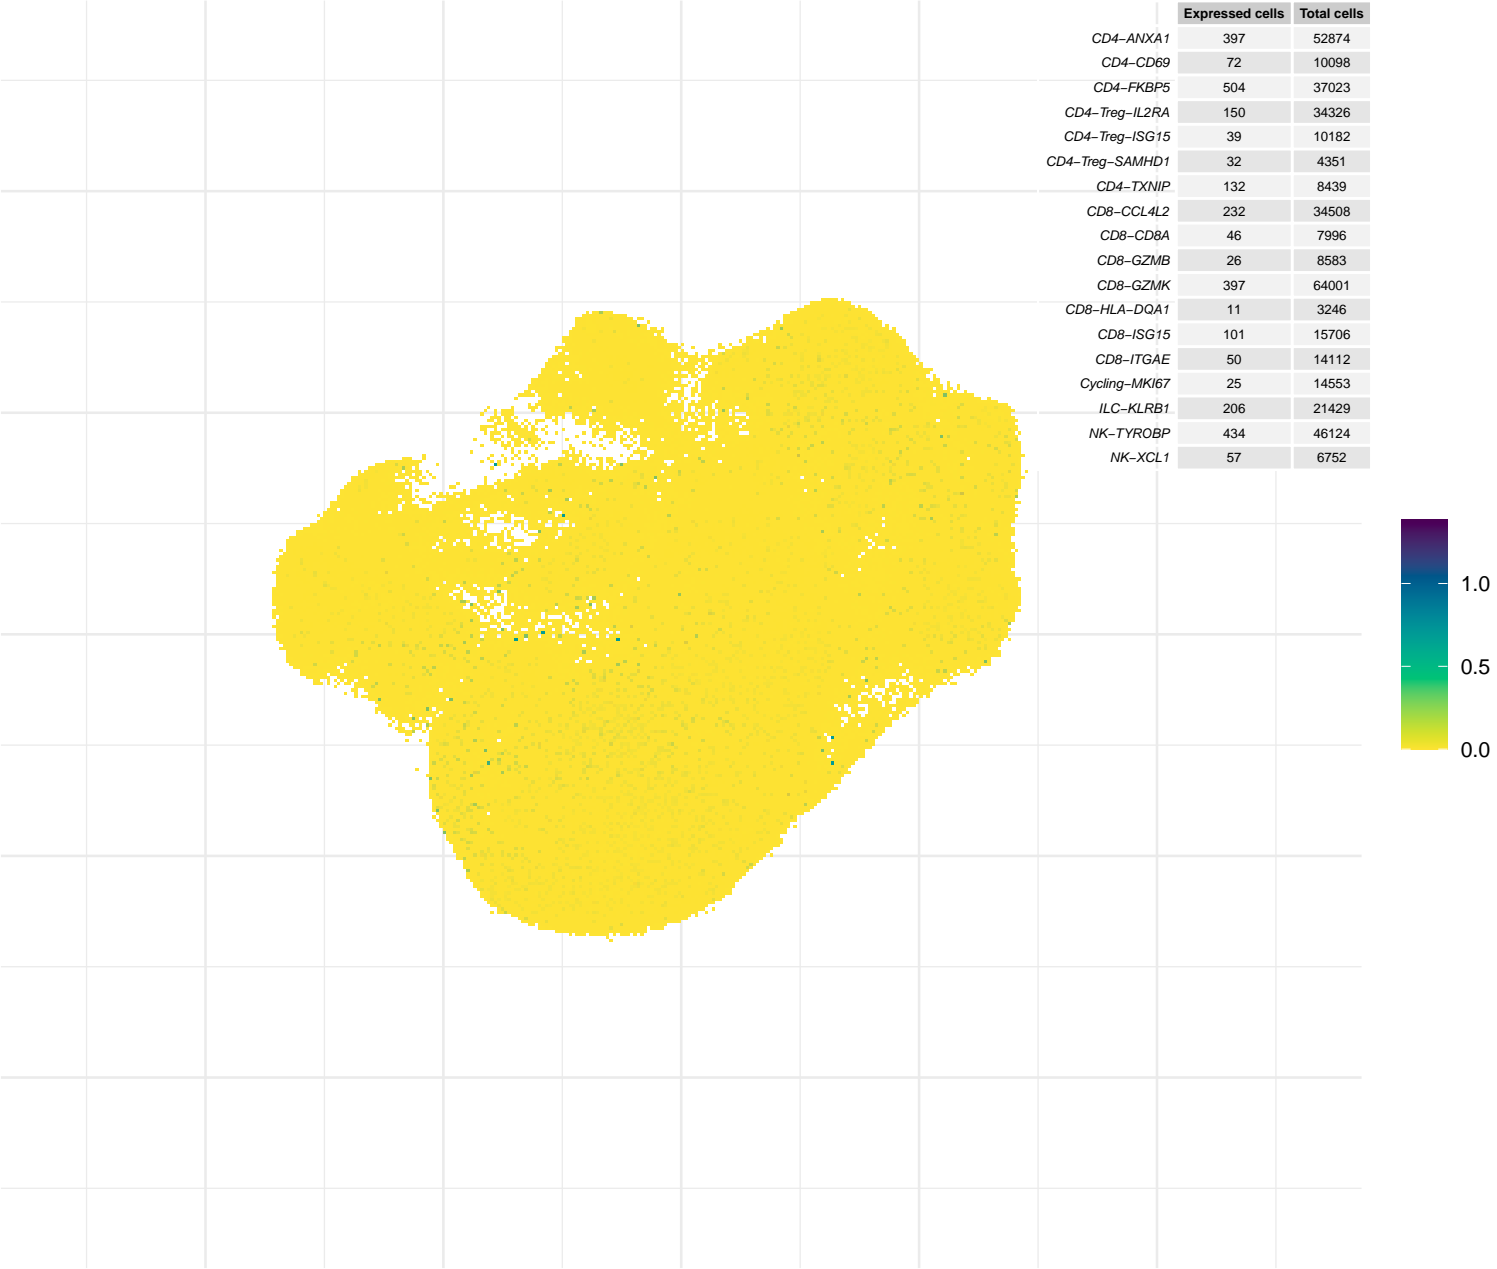 Expressed cells Total cells
CD4−ANXA1 397 52874
CD4−CD69 72 10098
CD4−FKBP5 504 37023
CD4−Treg−IL2RA 150 34326
CD4−Treg−ISG15 39 10182
CD4−Treg−SAMHD1 32 4351
CD4−TXNIP 132 8439
CD8−CCL4L2 232 34508
CD8−CD8A 46 7996
CD8−GZMB 26 8583
CD8−GZMK 397 64001
CD8−HLA−DQA1 11 3246
CD8−ISG15 101 15706
CD8−ITGAE 50 14112
Cycling−MKI67 25 14553
ILC−KLRB1 206 21429
NK−TYROBP 434 46124
NK−XCL1 57 6752
1.0
0.5
0.0